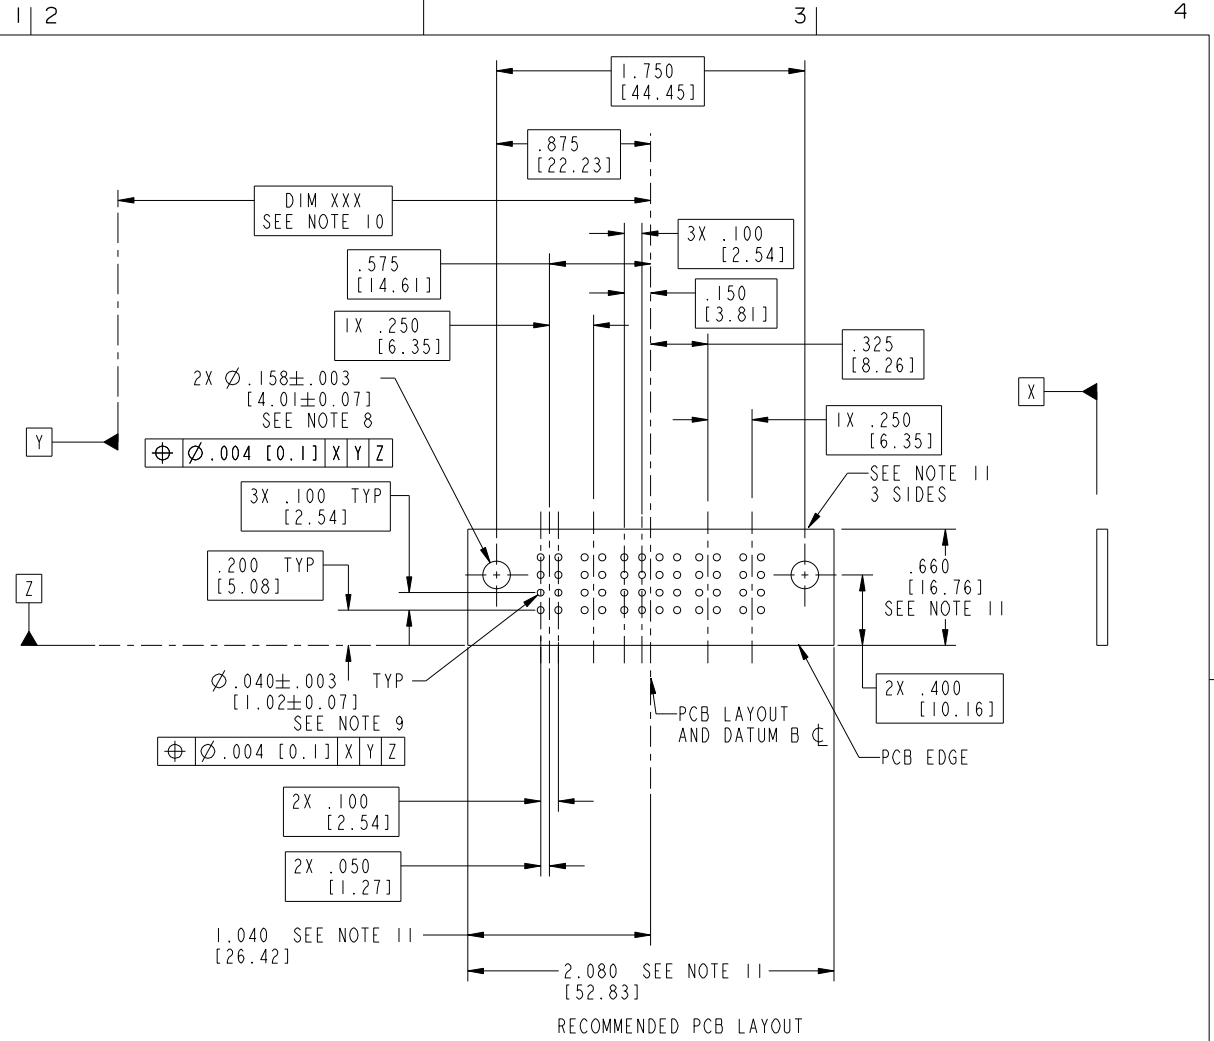 1 2 3 4
1.750
[44.45]
.875
[22.23]
DIM XXX
SEE NOTE 10
3X .100
[2.54]
.575
[14.61]
.150
[3.81]
1X .250
[6.35]
.325
[8.26]
2X Ø.158±.003
[4.01±0.07]
SEE NOTE 8
X
Y
1X .250
[6.35]
⌖ Ø.004 [0.1] X Y Z
SEE NOTE 11
3 SIDES
3X .100 TYP
[2.54]
.200 TYP
[5.08]
.660
[16.76]
SEE NOTE 11
Z
Ø.040±.003 TYP
[1.02±0.07]
SEE NOTE 9
2X .400
[10.16]
PCB LAYOUT
AND DATUM B ℄
⌖ Ø.004 [0.1] X Y Z
PCB EDGE
2X .100
[2.54]
2X .050
[1.27]
1.040 SEE NOTE 11
[26.42]
2.080 SEE NOTE 11
[52.83]
RECOMMENDED PCB LAYOUT